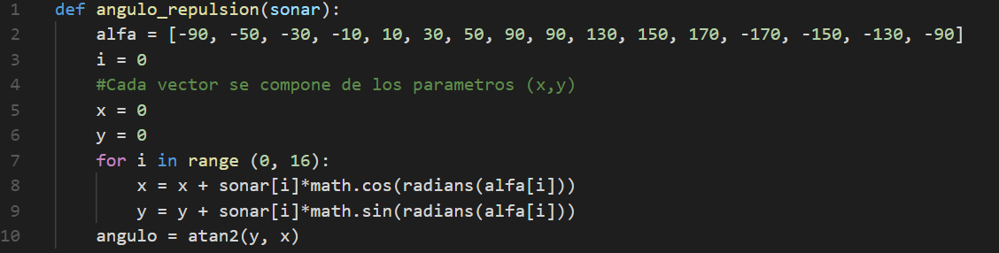 1 def angulo_repulsion(sonar):
2 alfa = [-90, -50, -30, -10, 10, 30, 50, 90, 90, 130, 150, 170, -170, -150, -130, -90]
3 i = 0
4 #Cada vector se compone de los parametros (x,y)
5 x = 0
6 y = 0
7 for i in range (0, 16):
8 x = x + sonar[i]*math.cos(radians(alfa[i]))
9 y = y + sonar[i]*math.sin(radians(alfa[i]))
10 angulo = atan2(y, x)